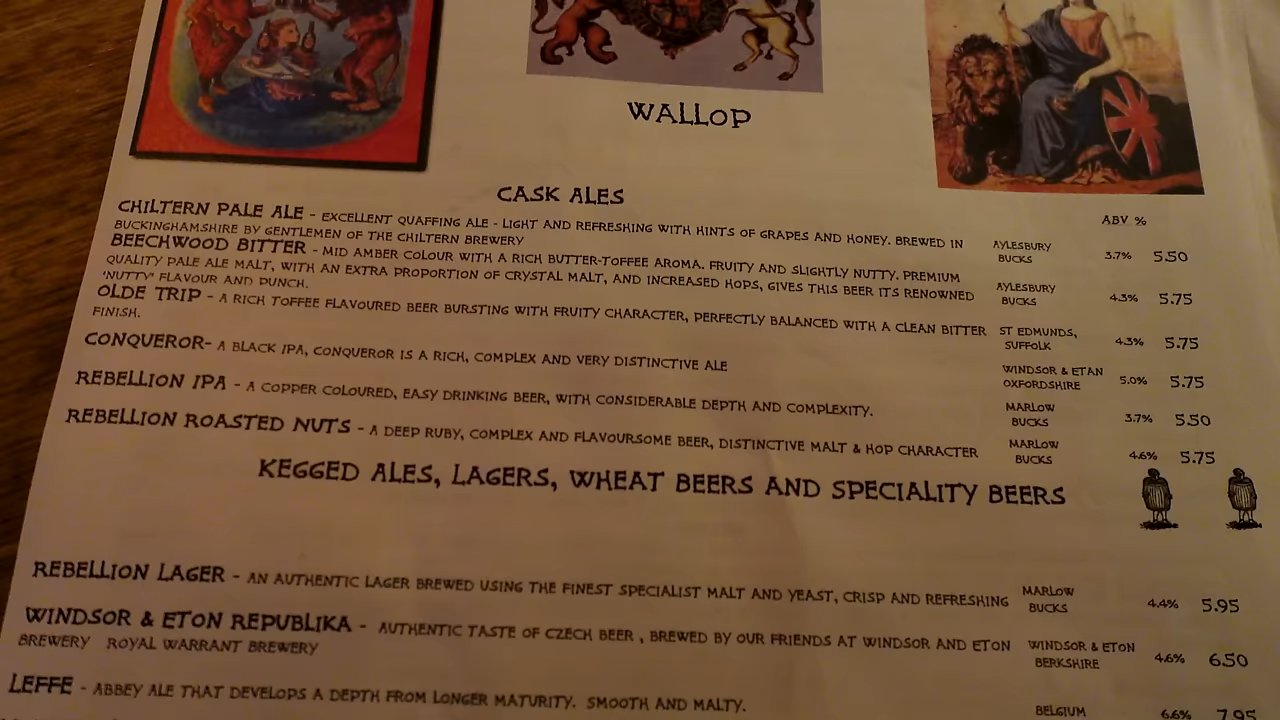 WALLOP
CASK ALES
ABV %
CHILTERN PALE ALE - EXCELLENT QUAFFING ALE - LIGHT AND REFRESHING WITH HINTS OF GRAPES AND HONEY. BREWED IN
BUCKINGHAMSHIRE BY GENTLEMEN OF THE CHILTERN BREWERY
AYLESBURY
BUCKS 3.7% 5.50
BEECHWOOD BITTER - MID AMBER COLOUR WITH A RICH BUTTER-TOFFEE AROMA. FRUITY AND SLIGHTLY NUTTY. PREMIUM
QUALITY PALE ALE MALT, WITH AN EXTRA PROPORTION OF CRYSTAL MALT, AND INCREASED HOPS, GIVES THIS BEER ITS RENOWNED
'NUTTY' FLAVOUR AND PUNCH.
AYLESBURY
BUCKS 4.3% 5.75
OLDE TRIP - A RICH TOFFEE FLAVOURED BEER BURSTING WITH FRUITY CHARACTER, PERFECTLY BALANCED WITH A CLEAN BITTER
FINISH.
ST EDMUNDS,
SUFFOLK 4.3% 5.75
CONQUEROR- A BLACK IPA, CONQUEROR IS A RICH, COMPLEX AND VERY DISTINCTIVE ALE
WINDSOR & ETAN
OXFORDSHIRE 5.0% 5.75
REBELLION IPA - A COPPER COLOURED, EASY DRINKING BEER, WITH CONSIDERABLE DEPTH AND COMPLEXITY.
MARLOW
BUCKS 3.7% 5.50
REBELLION ROASTED NUTS - A DEEP RUBY, COMPLEX AND FLAVOURSOME BEER, DISTINCTIVE MALT & HOP CHARACTER
MARLOW
BUCKS 4.6% 5.75
KEGGED ALES, LAGERS, WHEAT BEERS AND SPECIALITY BEERS
REBELLION LAGER - AN AUTHENTIC LAGER BREWED USING THE FINEST SPECIALIST MALT AND YEAST, CRISP AND REFRESHING
MARLOW
BUCKS 4.4% 5.95
WINDSOR & ETON REPUBLIKA - AUTHENTIC TASTE OF CZECH BEER , BREWED BY OUR FRIENDS AT WINDSOR AND ETON
BREWERY ROYAL WARRANT BREWERY
WINDSOR & ETON
BERKSHIRE 4.6% 6.50
LEFFE - ABBEY ALE THAT DEVELOPS A DEPTH FROM LONGER MATURITY. SMOOTH AND MALTY.
BELGIUM 6.6% 7.95